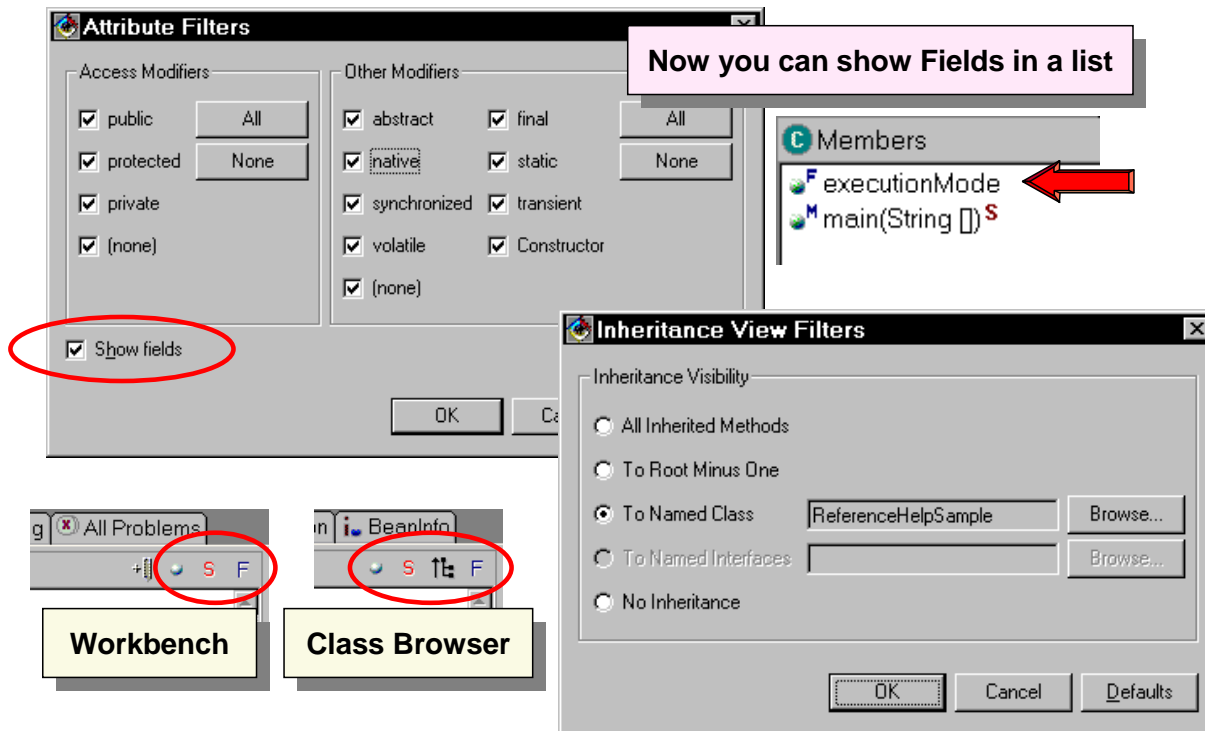 Attribute Filters
Now you can show Fields in a list
Access Modifiers
public
All
protected
None
private
(none)
Other Modifiers
abstract
final
All
native
static
None
synchronized
transient
volatile
Constructor
(none)
Show fields
OK
C Members
F executionMode
M main(String []) S
Inheritance View Filters
Inheritance Visibility
All Inherited Methods
To Root Minus One
To Named Class
ReferenceHelpSample
Browse...
To Named Interfaces
Browse...
No Inheritance
OK
Cancel
Defaults
g
All Problems
S F
Workbench
n
BeanInfo
S F
Class Browser